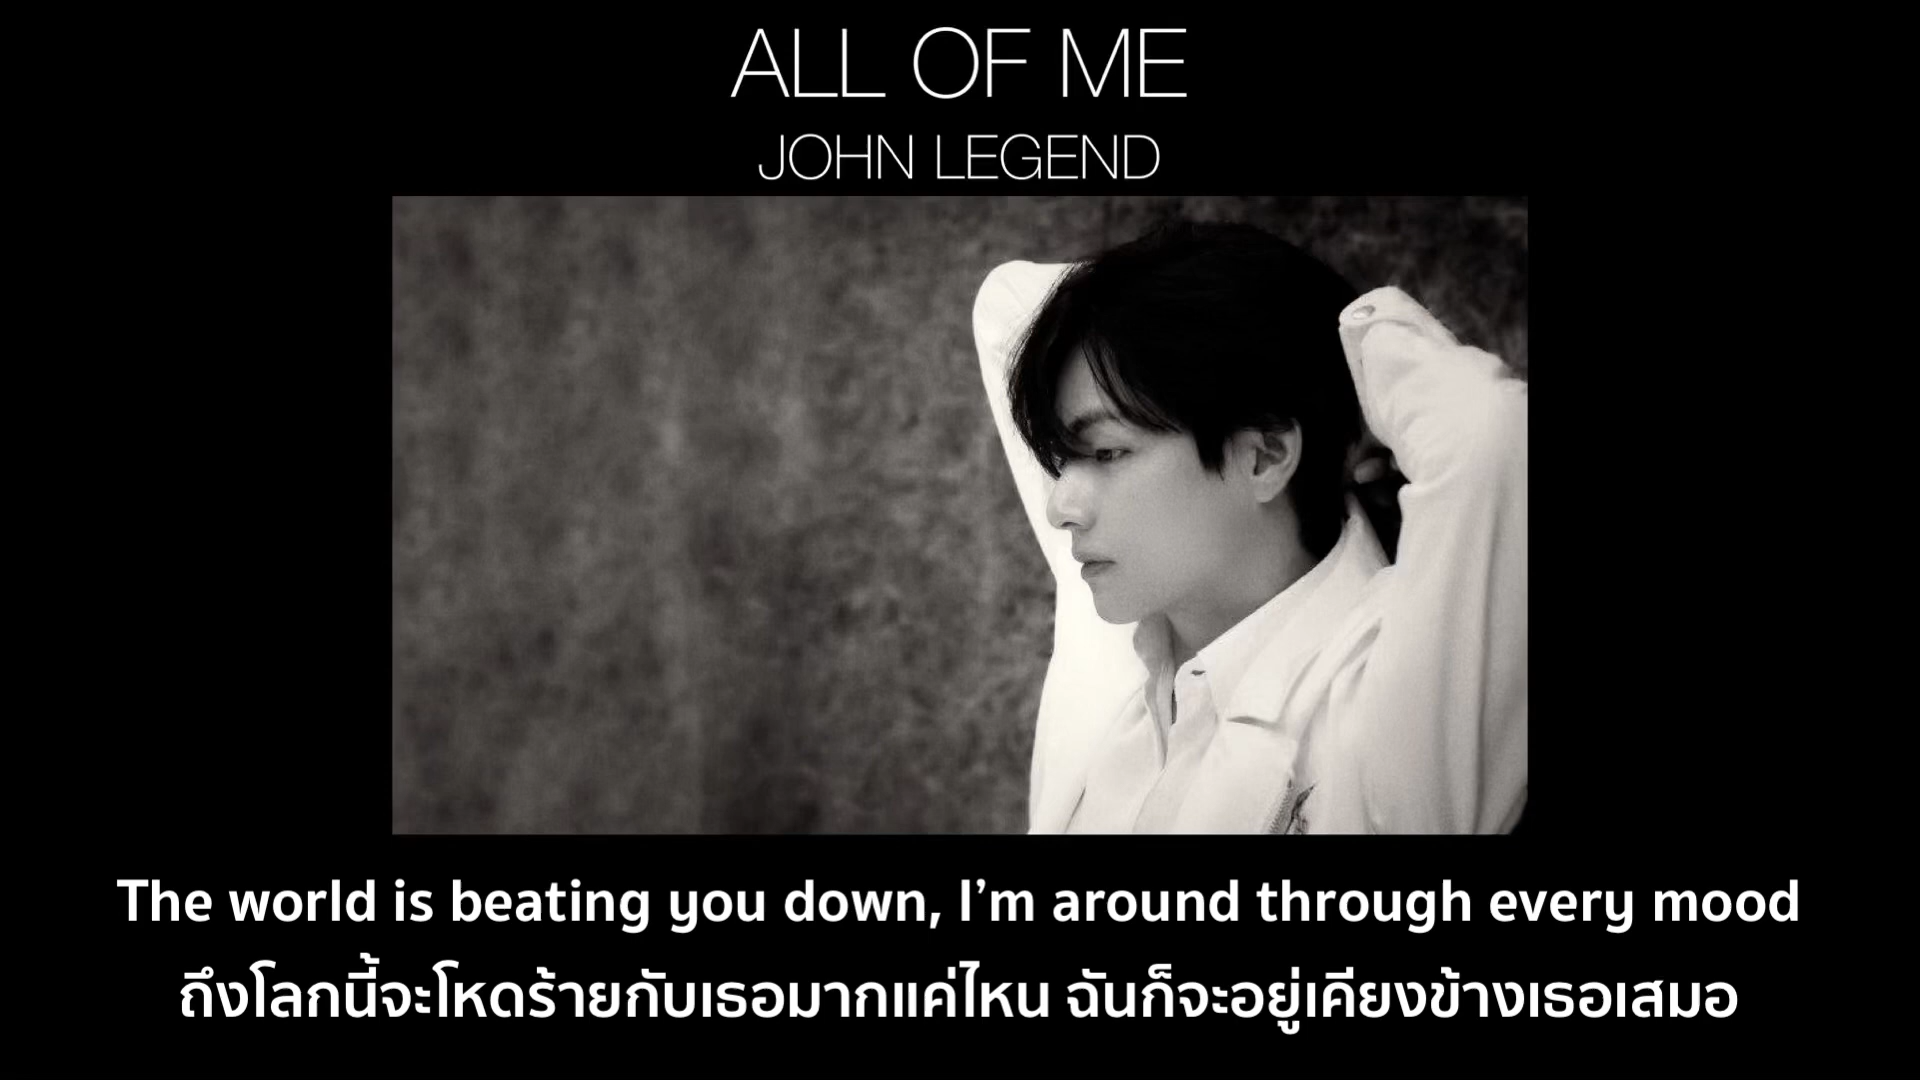 ALL OF ME
JOHN LEGEND
The world is beating you down, I’m around through every mood
ถึงโลกนี้จะโหดร้ายกับเธอมากแค่ไหน ฉันก็จะอยู่เคียงข้างเธอเสมอ